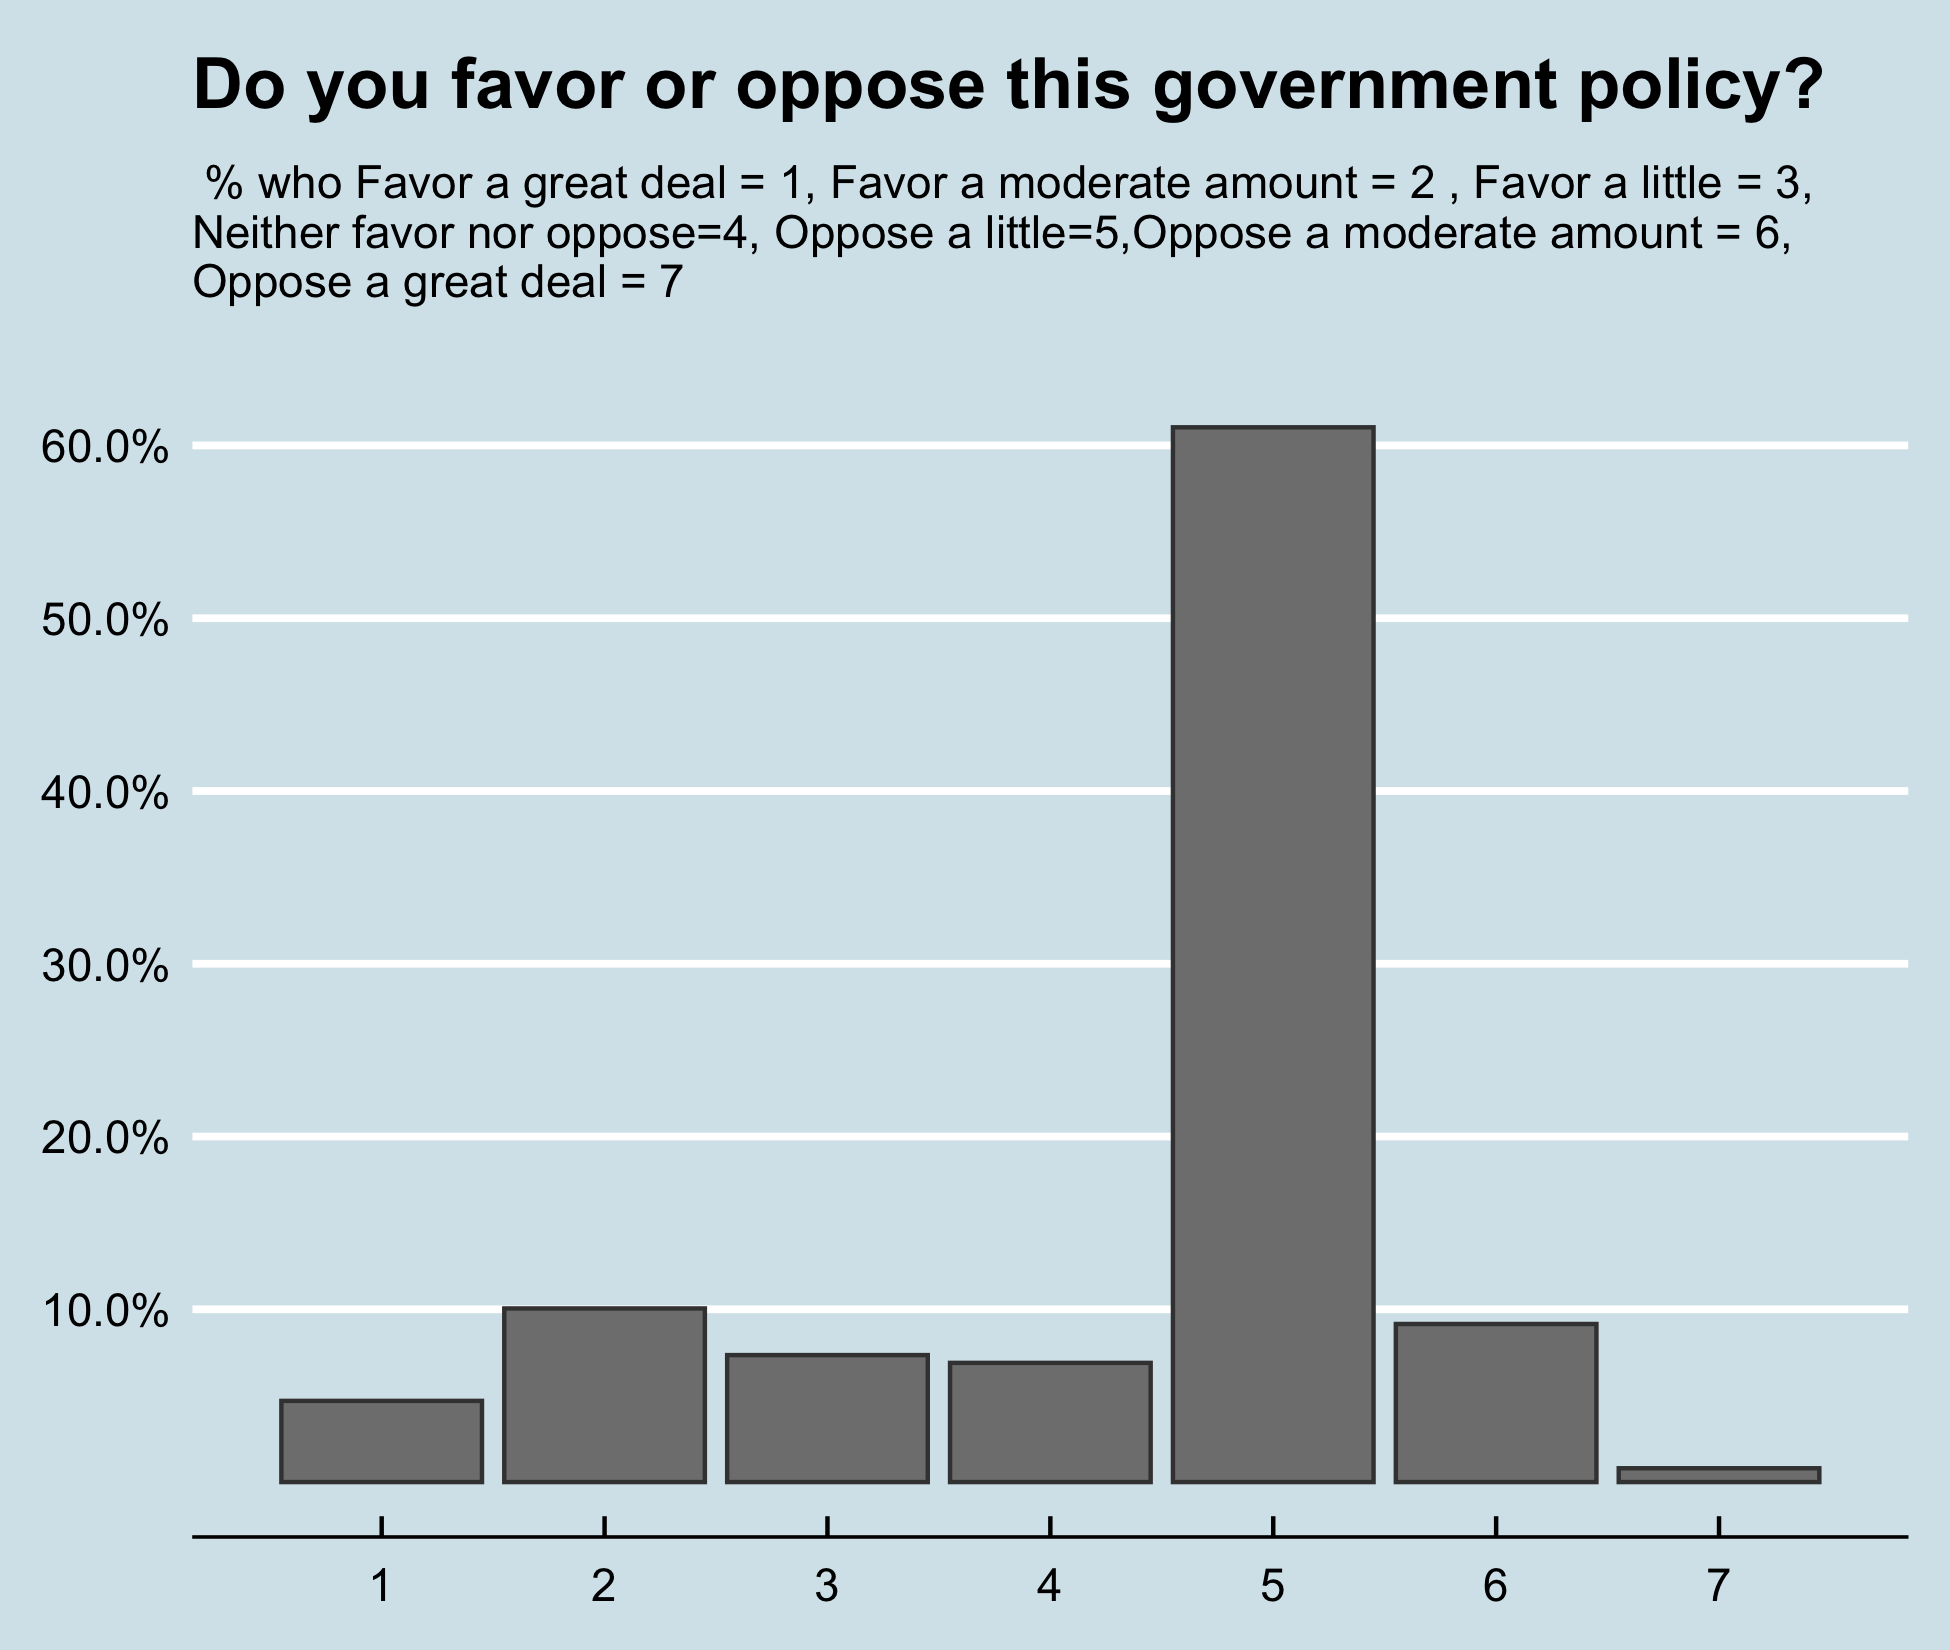 Do you favor or oppose this government policy?
% who Favor a great deal = 1, Favor a moderate amount = 2 , Favor a little = 3,
Neither favor nor oppose=4, Oppose a little=5,Oppose a moderate amount = 6,
Oppose a great deal = 7
60.0%
50.0%
40.0%
30.0%
20.0%
10.0%
1 2 3 4 5 6 7